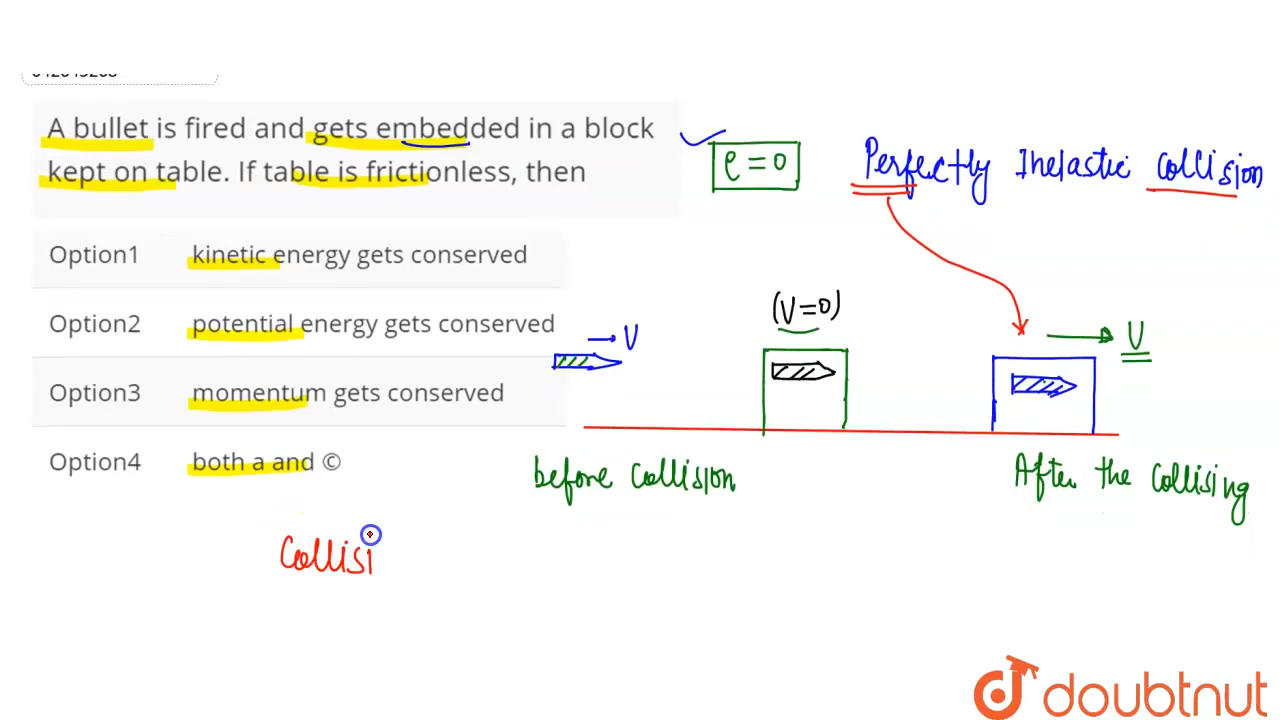 A bullet is fired and gets embedded in a block
kept on table. If table is frictionless, then
e = 0
Perfectly Inelastic Collision
Option1 kinetic energy gets conserved
Option2 potential energy gets conserved
Option3 momentum gets conserved
Option4 both a and ©
(V=0)
V
V
before Collision
After the Collising
Collisi
doubtnut